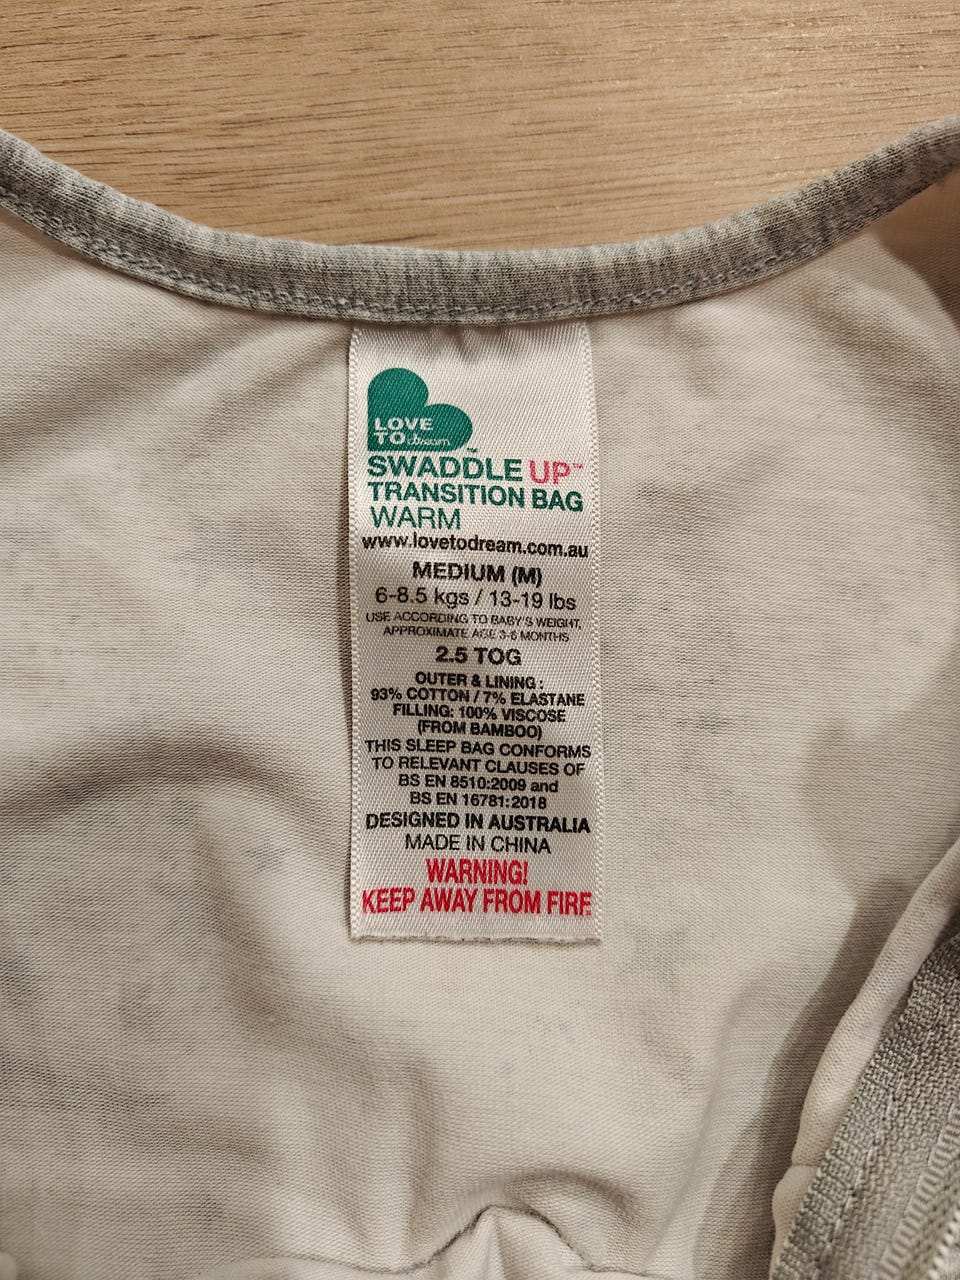 LOVE
TO dream™
SWADDLE UP™
TRANSITION BAG
WARM
www.lovetodream.com.au
MEDIUM (M)
6-8.5 kgs / 13-19 lbs
USE ACCORDING TO BABY'S WEIGHT,
APPROXIMATE AGE 3-6 MONTHS
2.5 TOG
OUTER & LINING :
93% COTTON / 7% ELASTANE
FILLING: 100% VISCOSE
(FROM BAMBOO)
THIS SLEEP BAG CONFORMS
TO RELEVANT CLAUSES OF
BS EN 8510:2009 and
BS EN 16781:2018
DESIGNED IN AUSTRALIA
MADE IN CHINA
WARNING!
KEEP AWAY FROM FIRE